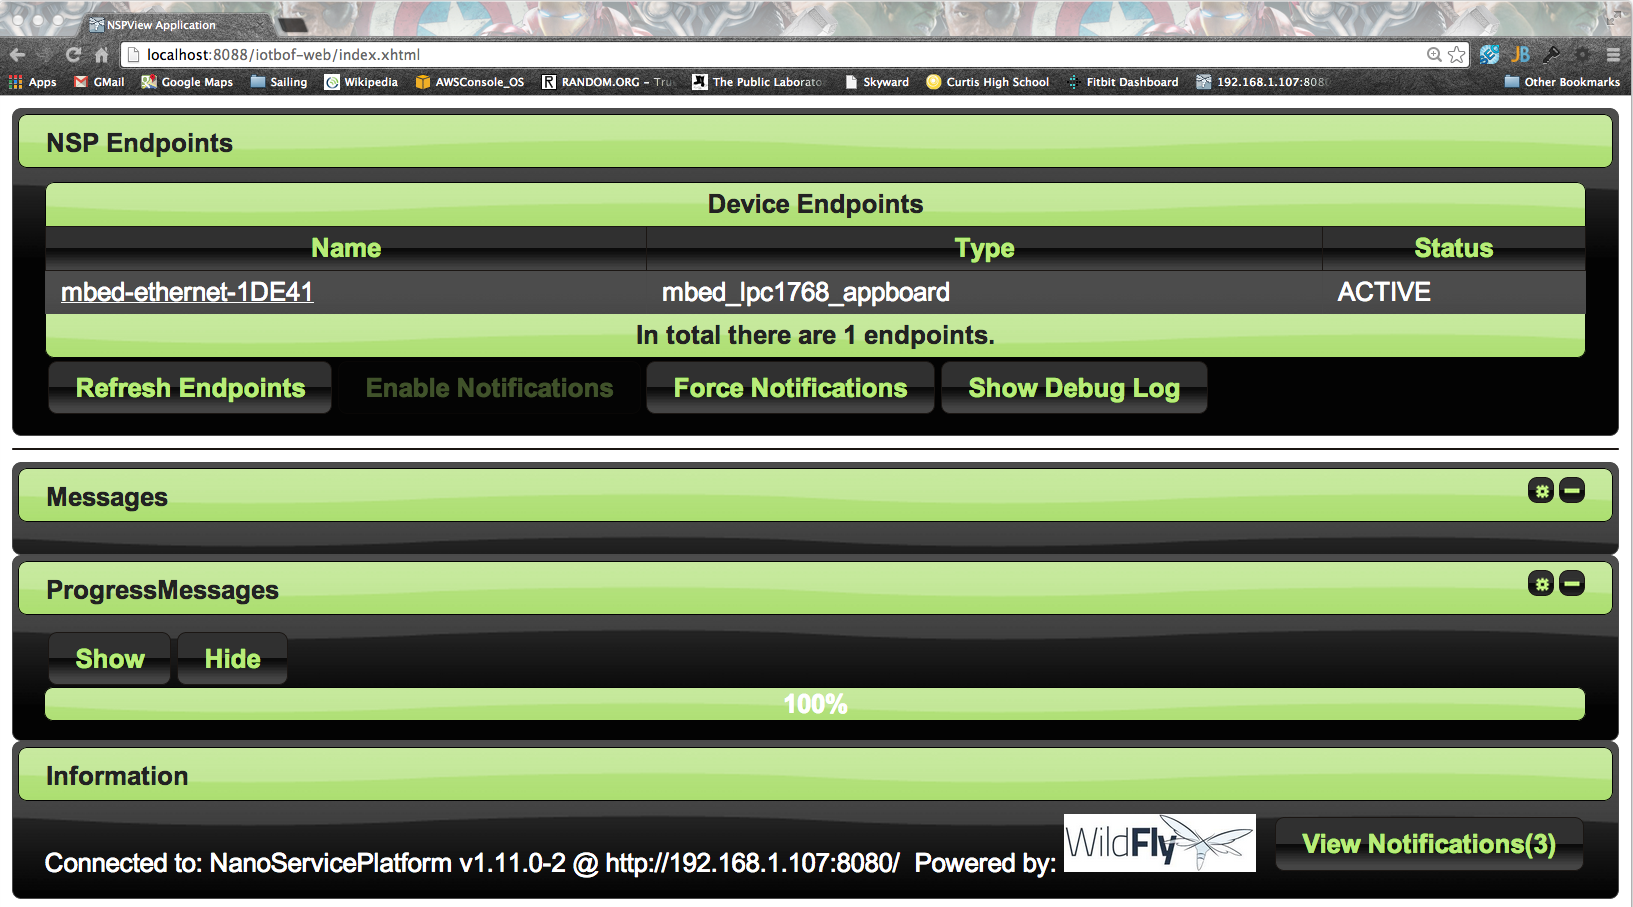 NSPView Application
localhost:8088/iotbof-web/index.xhtml
Apps GMail Google Maps Sailing Wikipedia AWSConsole_OS RANDOM.ORG - Tru The Public Laborato Skyward Curtis High School Fitbit Dashboard 192.168.1.107:808 Other Bookmarks
NSP Endpoints
Device Endpoints
Name Type Status
mbed-ethernet-1DE41 mbed_lpc1768_appboard ACTIVE
In total there are 1 endpoints.
Refresh Endpoints Enable Notifications Force Notifications Show Debug Log
Messages
ProgressMessages
Show Hide
100%
Information
Connected to: NanoServicePlatform v1.11.0-2 @ http://192.168.1.107:8080/ Powered by: WildFly View Notifications(3)